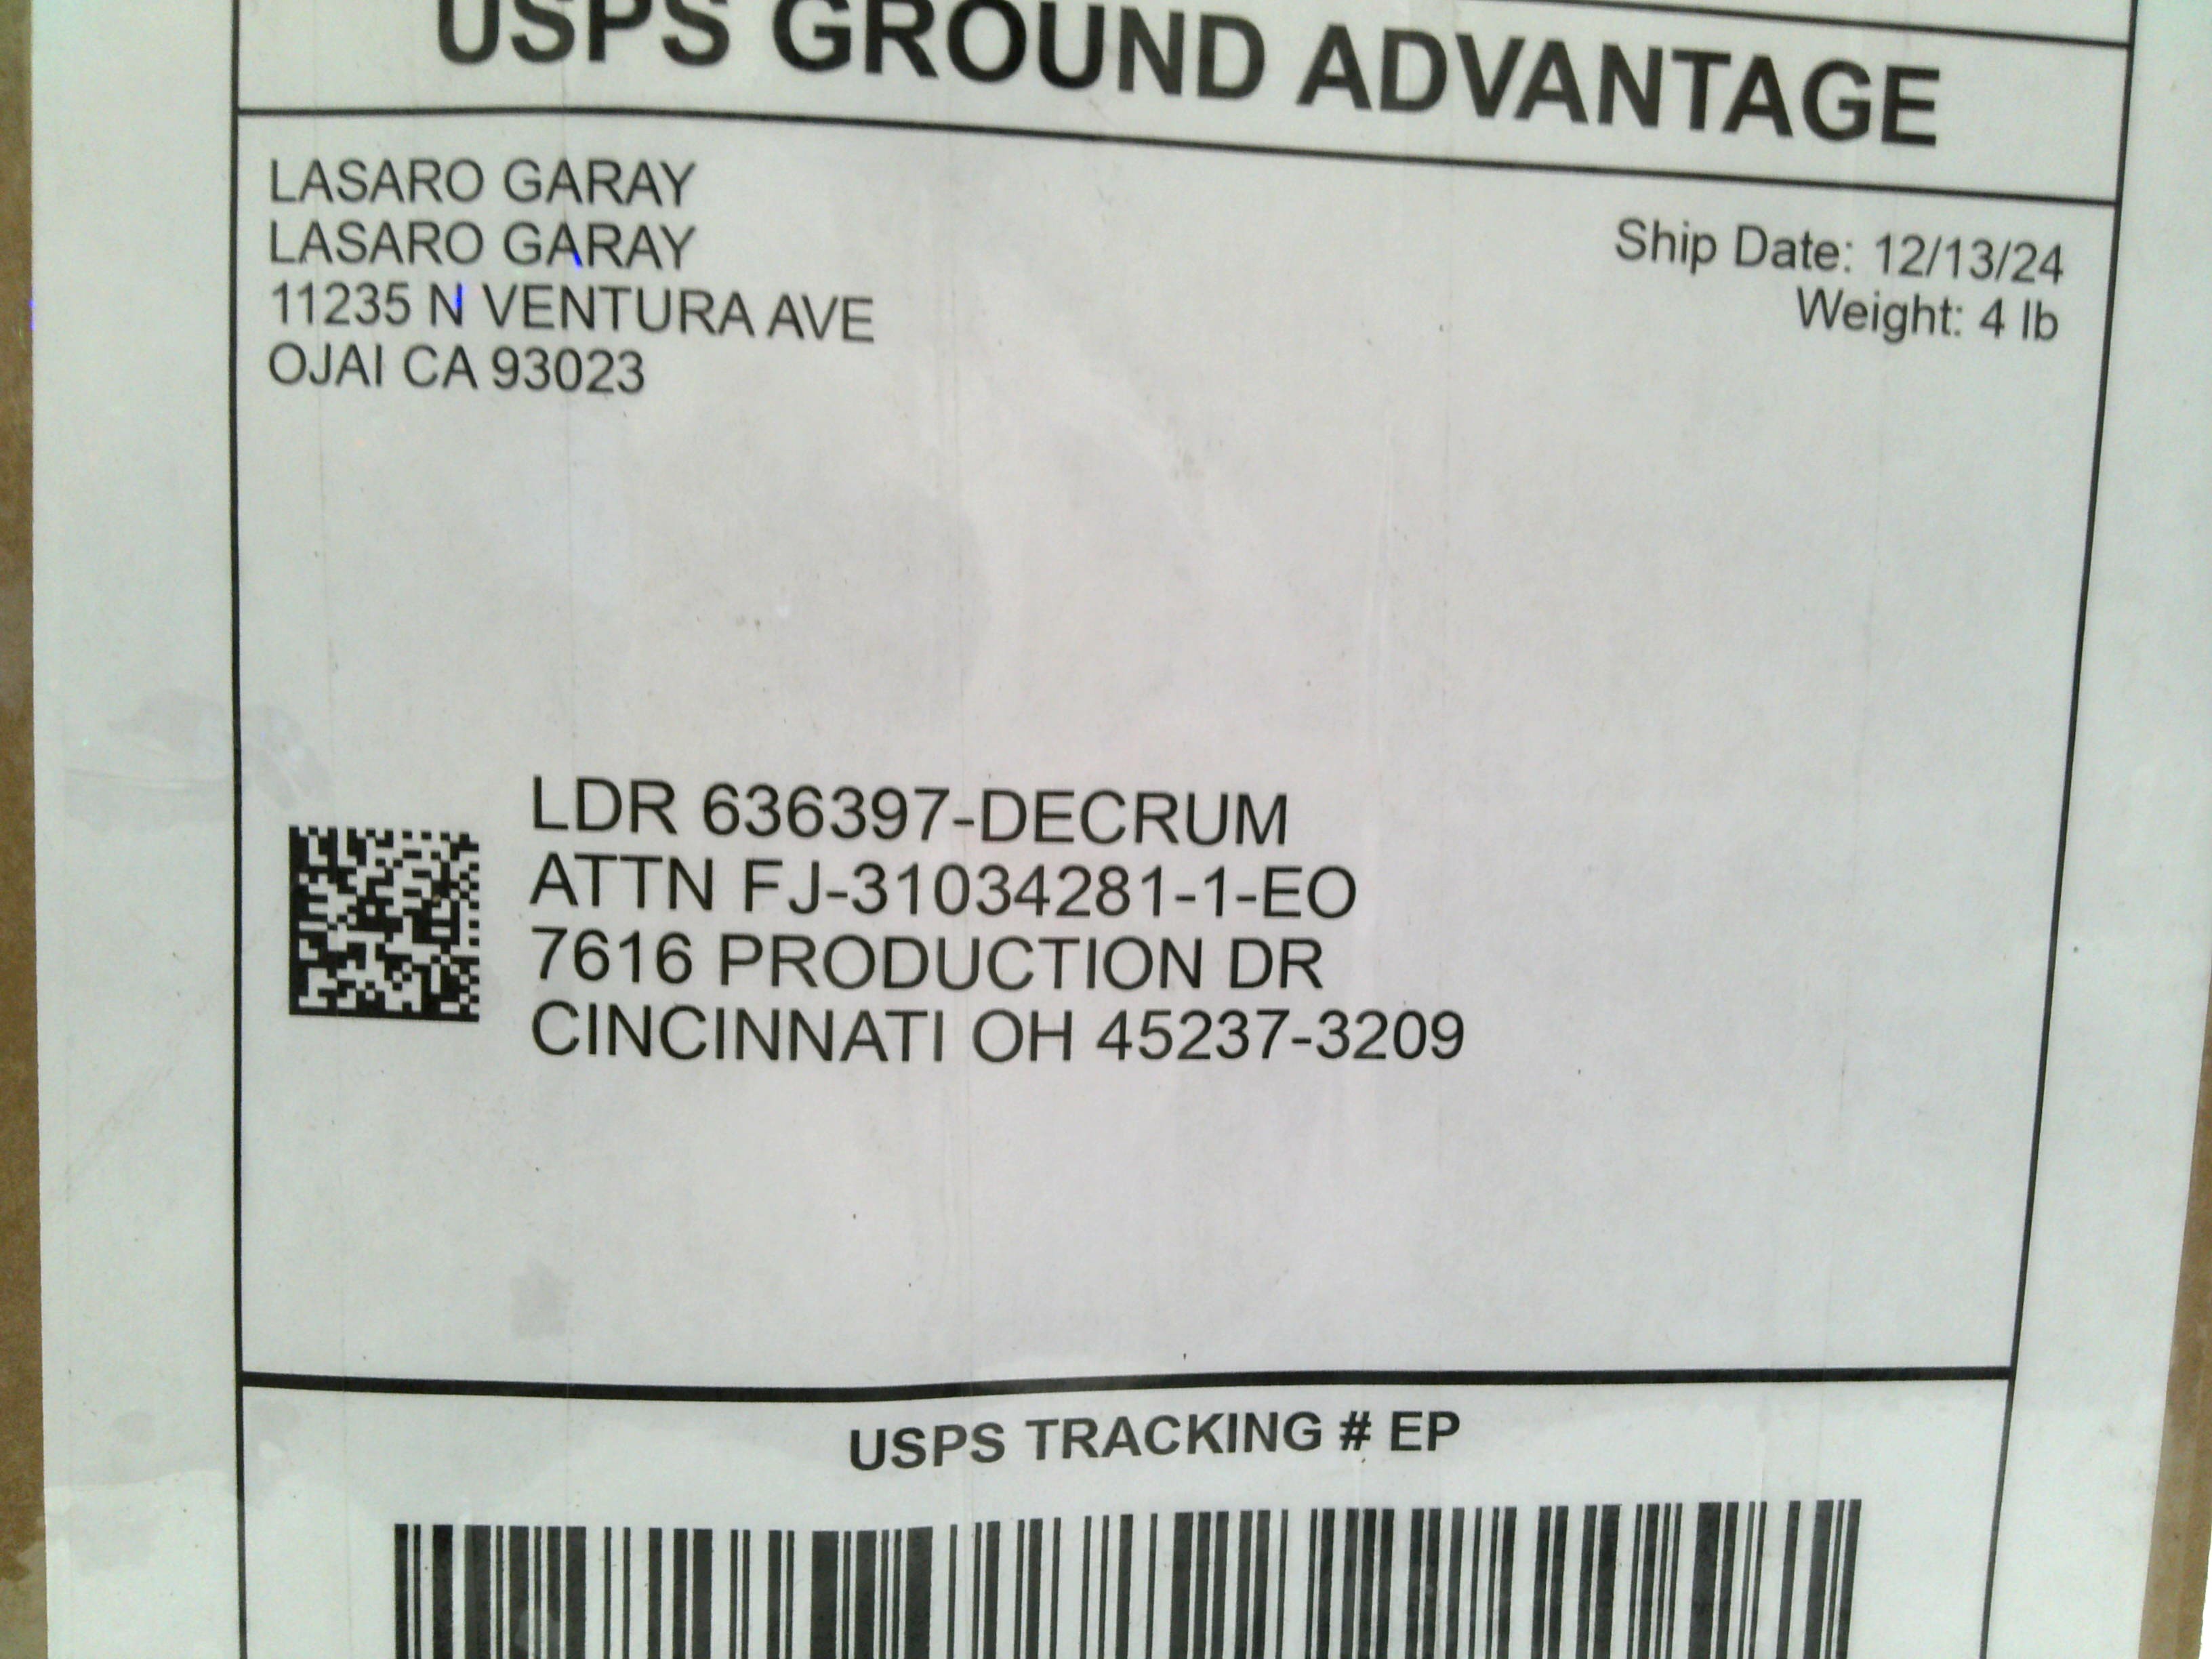 USPS GROUND ADVANTAGE
LASARO GARAY
LASARO GARAY
11235 N VENTURA AVE
OJAI CA 93023
Ship Date: 12/13/24
Weight: 4 lb
LDR 636397-DECRUM
ATTN FJ-31034281-1-EO
7616 PRODUCTION DR
CINCINNATI OH 45237-3209
USPS TRACKING # EP